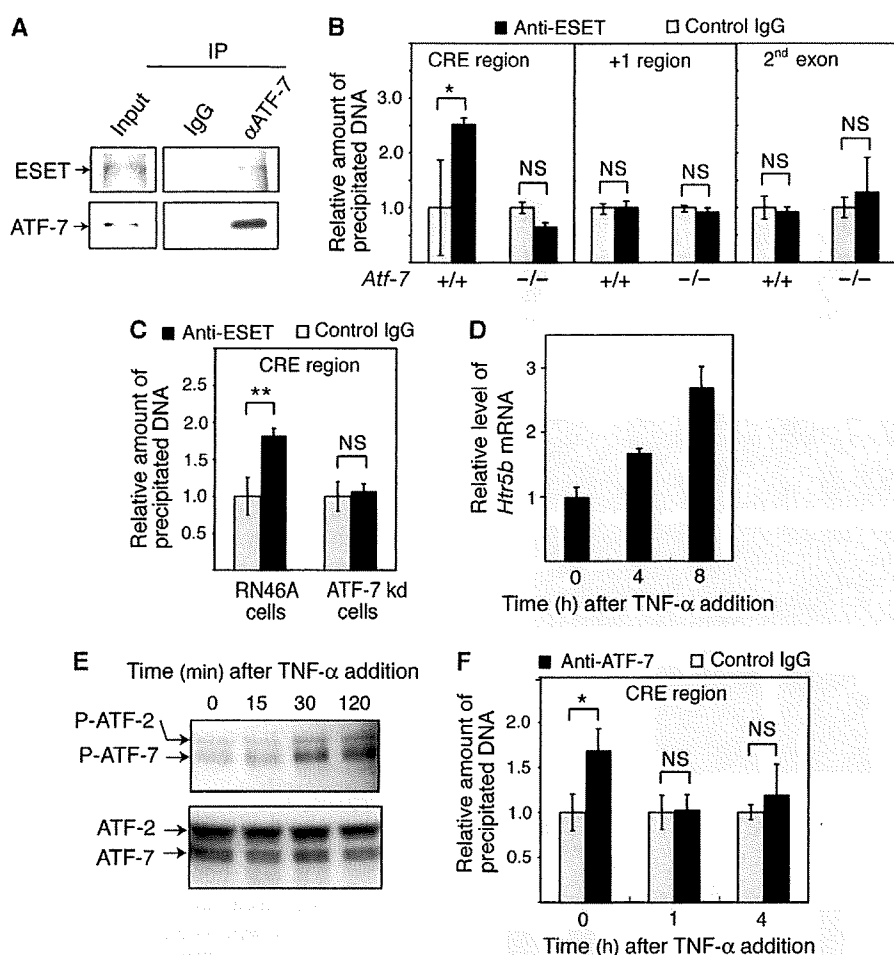 A
IP
Input
IgG
αATF-7
ESET
ATF-7
B
■ Anti-ESET □ Control IgG
CRE region
+1 region
2nd exon
Relative amount of
precipitated DNA
3.0
2.0
1.0
*
NS
NS
NS
NS
NS
Atf-7
+/+
−/−
+/+
−/−
+/+
−/−
C
■ Anti-ESET □ Control IgG
CRE region
Relative amount of
precipitated DNA
2.5
2.0
1.5
1.0
0.5
**
NS
RN46A
cells
ATF-7 kd
cells
D
Relative level of
Htr5b mRNA
3
2
1
0 4 8
Time (h) after TNF-α addition
E
Time (min) after TNF-α addition
0 15 30 120
P-ATF-2
P-ATF-7
ATF-2
ATF-7
F
■ Anti-ATF-7 □ Control IgG
CRE region
Relative amount of
precipitated DNA
2.0
1.5
1.0
0.5
*
NS
NS
0 1 4
Time (h) after TNF-α addition